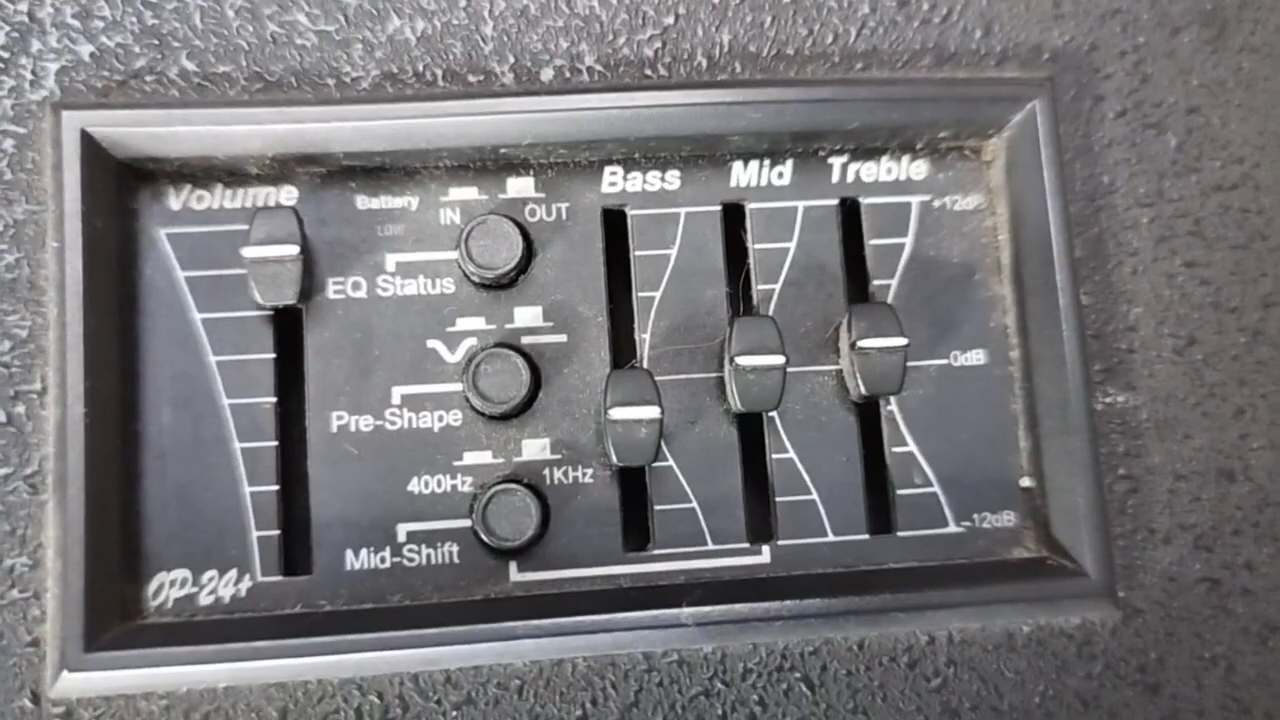 Volume
Battery
LOW
IN
OUT
EQ Status
Pre-Shape
400Hz
1KHz
Mid-Shift
OP-24+
Bass Mid Treble
+12dB
0dB
-12dB